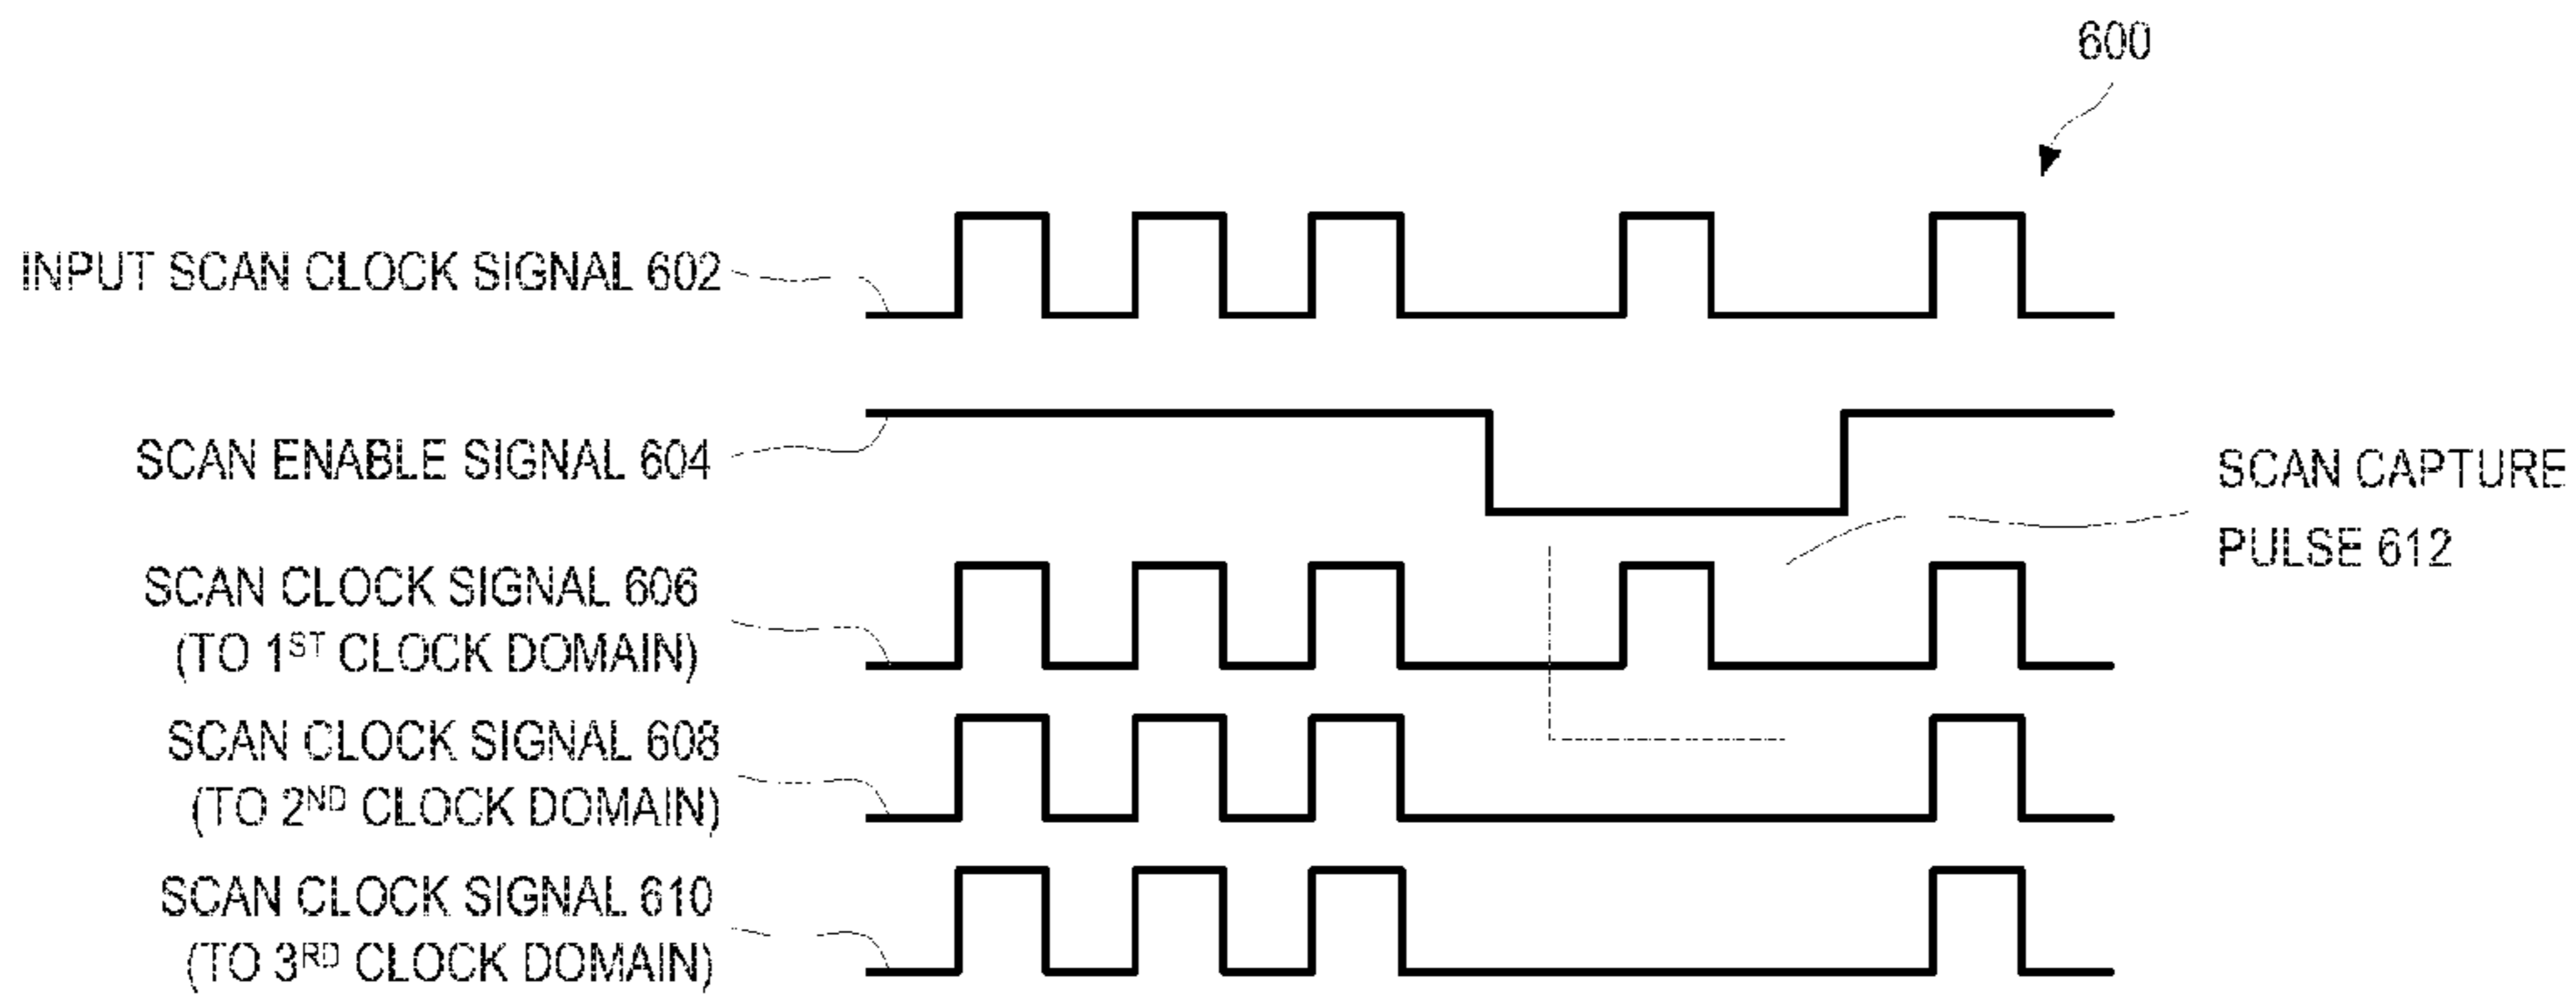 600
INPUT SCAN CLOCK SIGNAL 602
SCAN ENABLE SIGNAL 604
SCAN CAPTURE
PULSE 612
SCAN CLOCK SIGNAL 606
(TO 1ST CLOCK DOMAIN)
SCAN CLOCK SIGNAL 608
(TO 2ND CLOCK DOMAIN)
SCAN CLOCK SIGNAL 610
(TO 3RD CLOCK DOMAIN)